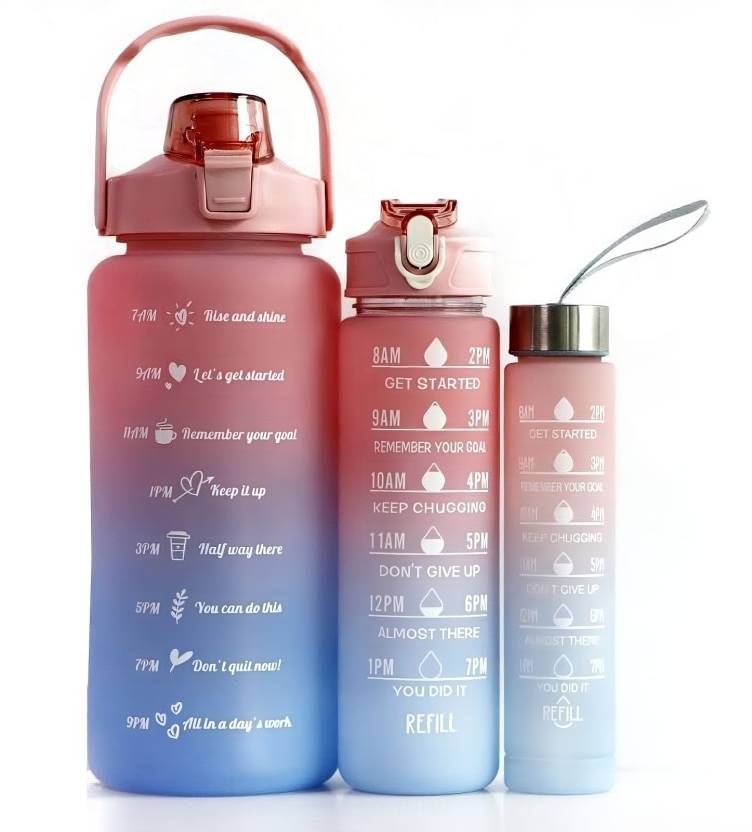 7AM Rise and shine
9AM Let's get started
11AM Remember your goal
1PM Keep it up
3PM Half way there
5PM You can do this
7PM Don't quit now!
9PM All in a day's work
8AM 2PM
GET STARTED
9AM 3PM
REMEMBER YOUR GOAL
10AM 4PM
KEEP CHUGGING
11AM 5PM
DON'T GIVE UP
12PM 6PM
ALMOST THERE
1PM 7PM
YOU DID IT
REFILL
8AM 2PM
GET STARTED
9AM 3PM
REMEMBER YOUR GOAL
10AM 4PM
KEEP CHUGGING
11AM 5PM
DON'T GIVE UP
12PM 6PM
ALMOST THERE
1PM 7PM
YOU DID IT
REFILL